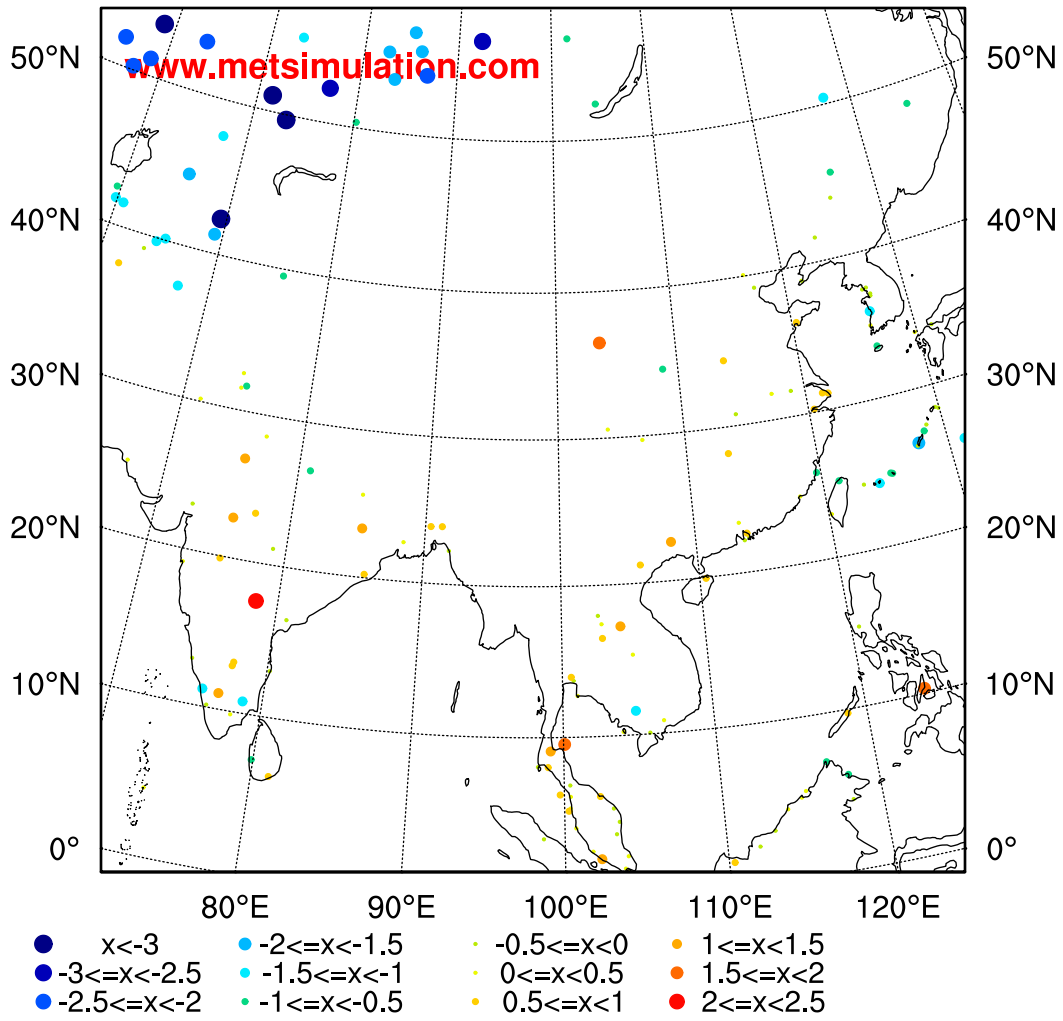 50°N 50°N
www.metsimulation.com
40°N 40°N
30°N 30°N
20°N 20°N
10°N 10°N
0° 0°
80°E 90°E 100°E 110°E 120°E
x<-3 -2<=x<-1.5 -0.5<=x<0 1<=x<1.5
-3<=x<-2.5 -1.5<=x<-1 0<=x<0.5 1.5<=x<2
-2.5<=x<-2 -1<=x<-0.5 0.5<=x<1 2<=x<2.5